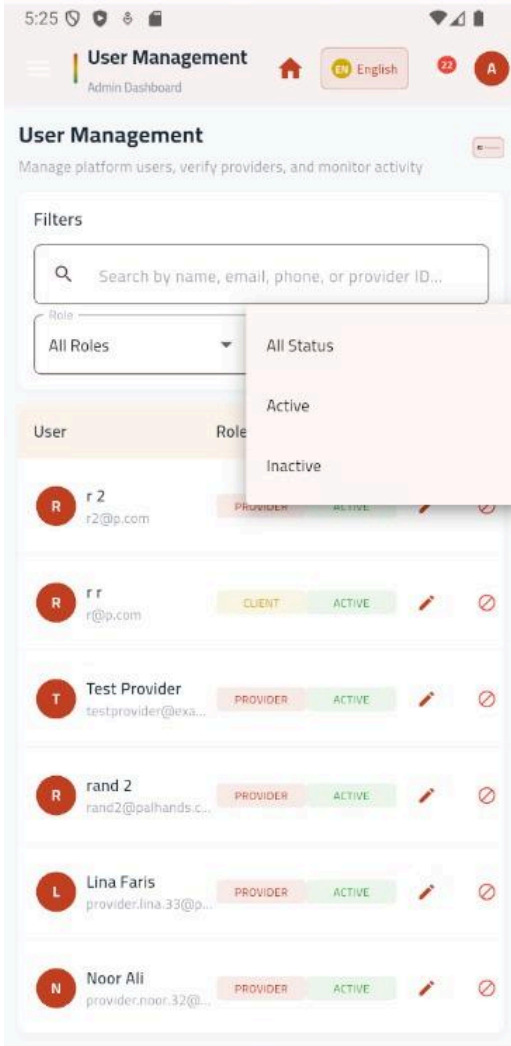 5:25
User Management
Admin Dashboard
EN English
22
A
User Management
Manage platform users, verify providers, and monitor activity
Filters
Search by name, email, phone, or provider ID...
Role
All Roles
All Status
Active
Inactive
User
Role
R
r 2
r2@p.com
PROVIDER
ACTIVE
R
r r
r@p.com
CLIENT
ACTIVE
T
Test Provider
testprovider@exa...
PROVIDER
ACTIVE
R
rand 2
rand2@palhands.c...
PROVIDER
ACTIVE
L
Lina Faris
provider.lina.33@p...
PROVIDER
ACTIVE
N
Noor Ali
provider.noor.32@...
PROVIDER
ACTIVE